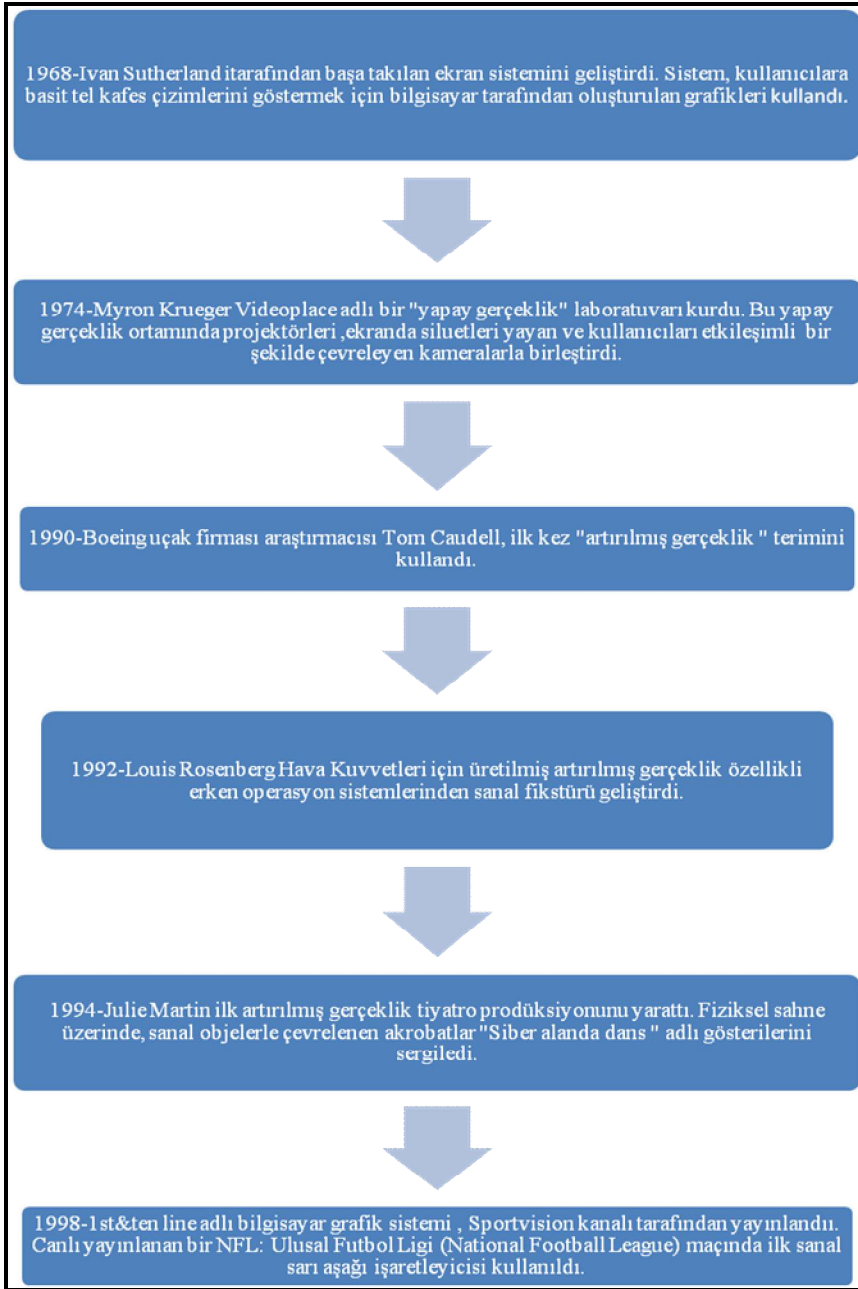 1968-Ivan Sutherland itarafından başa takılan ekran sistemini geliştirdi. Sistem, kullanıcılara
basit tel kafes çizimlerini göstermek için bilgisayar tarafından oluşturulan grafikleri kullandı.
1974-Myron Krueger Videoplace adlı bir "yapay gerçeklik" laboratuvarı kurdu. Bu yapay
gerçeklik ortamında projektörleri ,ekranda siluetleri yayan ve kullanıcıları etkileşimli bir
şekilde çevreleyen kameralarla birleştirdi.
1990-Boeing uçak firması araştırmacısı Tom Caudell, ilk kez "artırılmış gerçeklik " terimini
kullandı.
1992-Louis Rosenberg Hava Kuvvetleri için üretilmiş artırılmış gerçeklik özellikli
erken operasyon sistemlerinden sanal fikstürü geliştirdi.
1994-Julie Martin ilk artırılmış gerçeklik tiyatro prodüksiyonunu yarattı. Fiziksel sahne
üzerinde, sanal objelerle çevrelenen akrobatlar "Siber alanda dans " adlı gösterilerini
sergiledi.
1998-1st&ten line adlı bilgisayar grafik sistemi , Sportvision kanalı tarafından yayınlandıı.
Canlı yayınlanan bir NFL: Ulusal Futbol Ligi (National Football League) maçında ilk sanal
sarı aşağı işaretleyicisi kullanıldı.